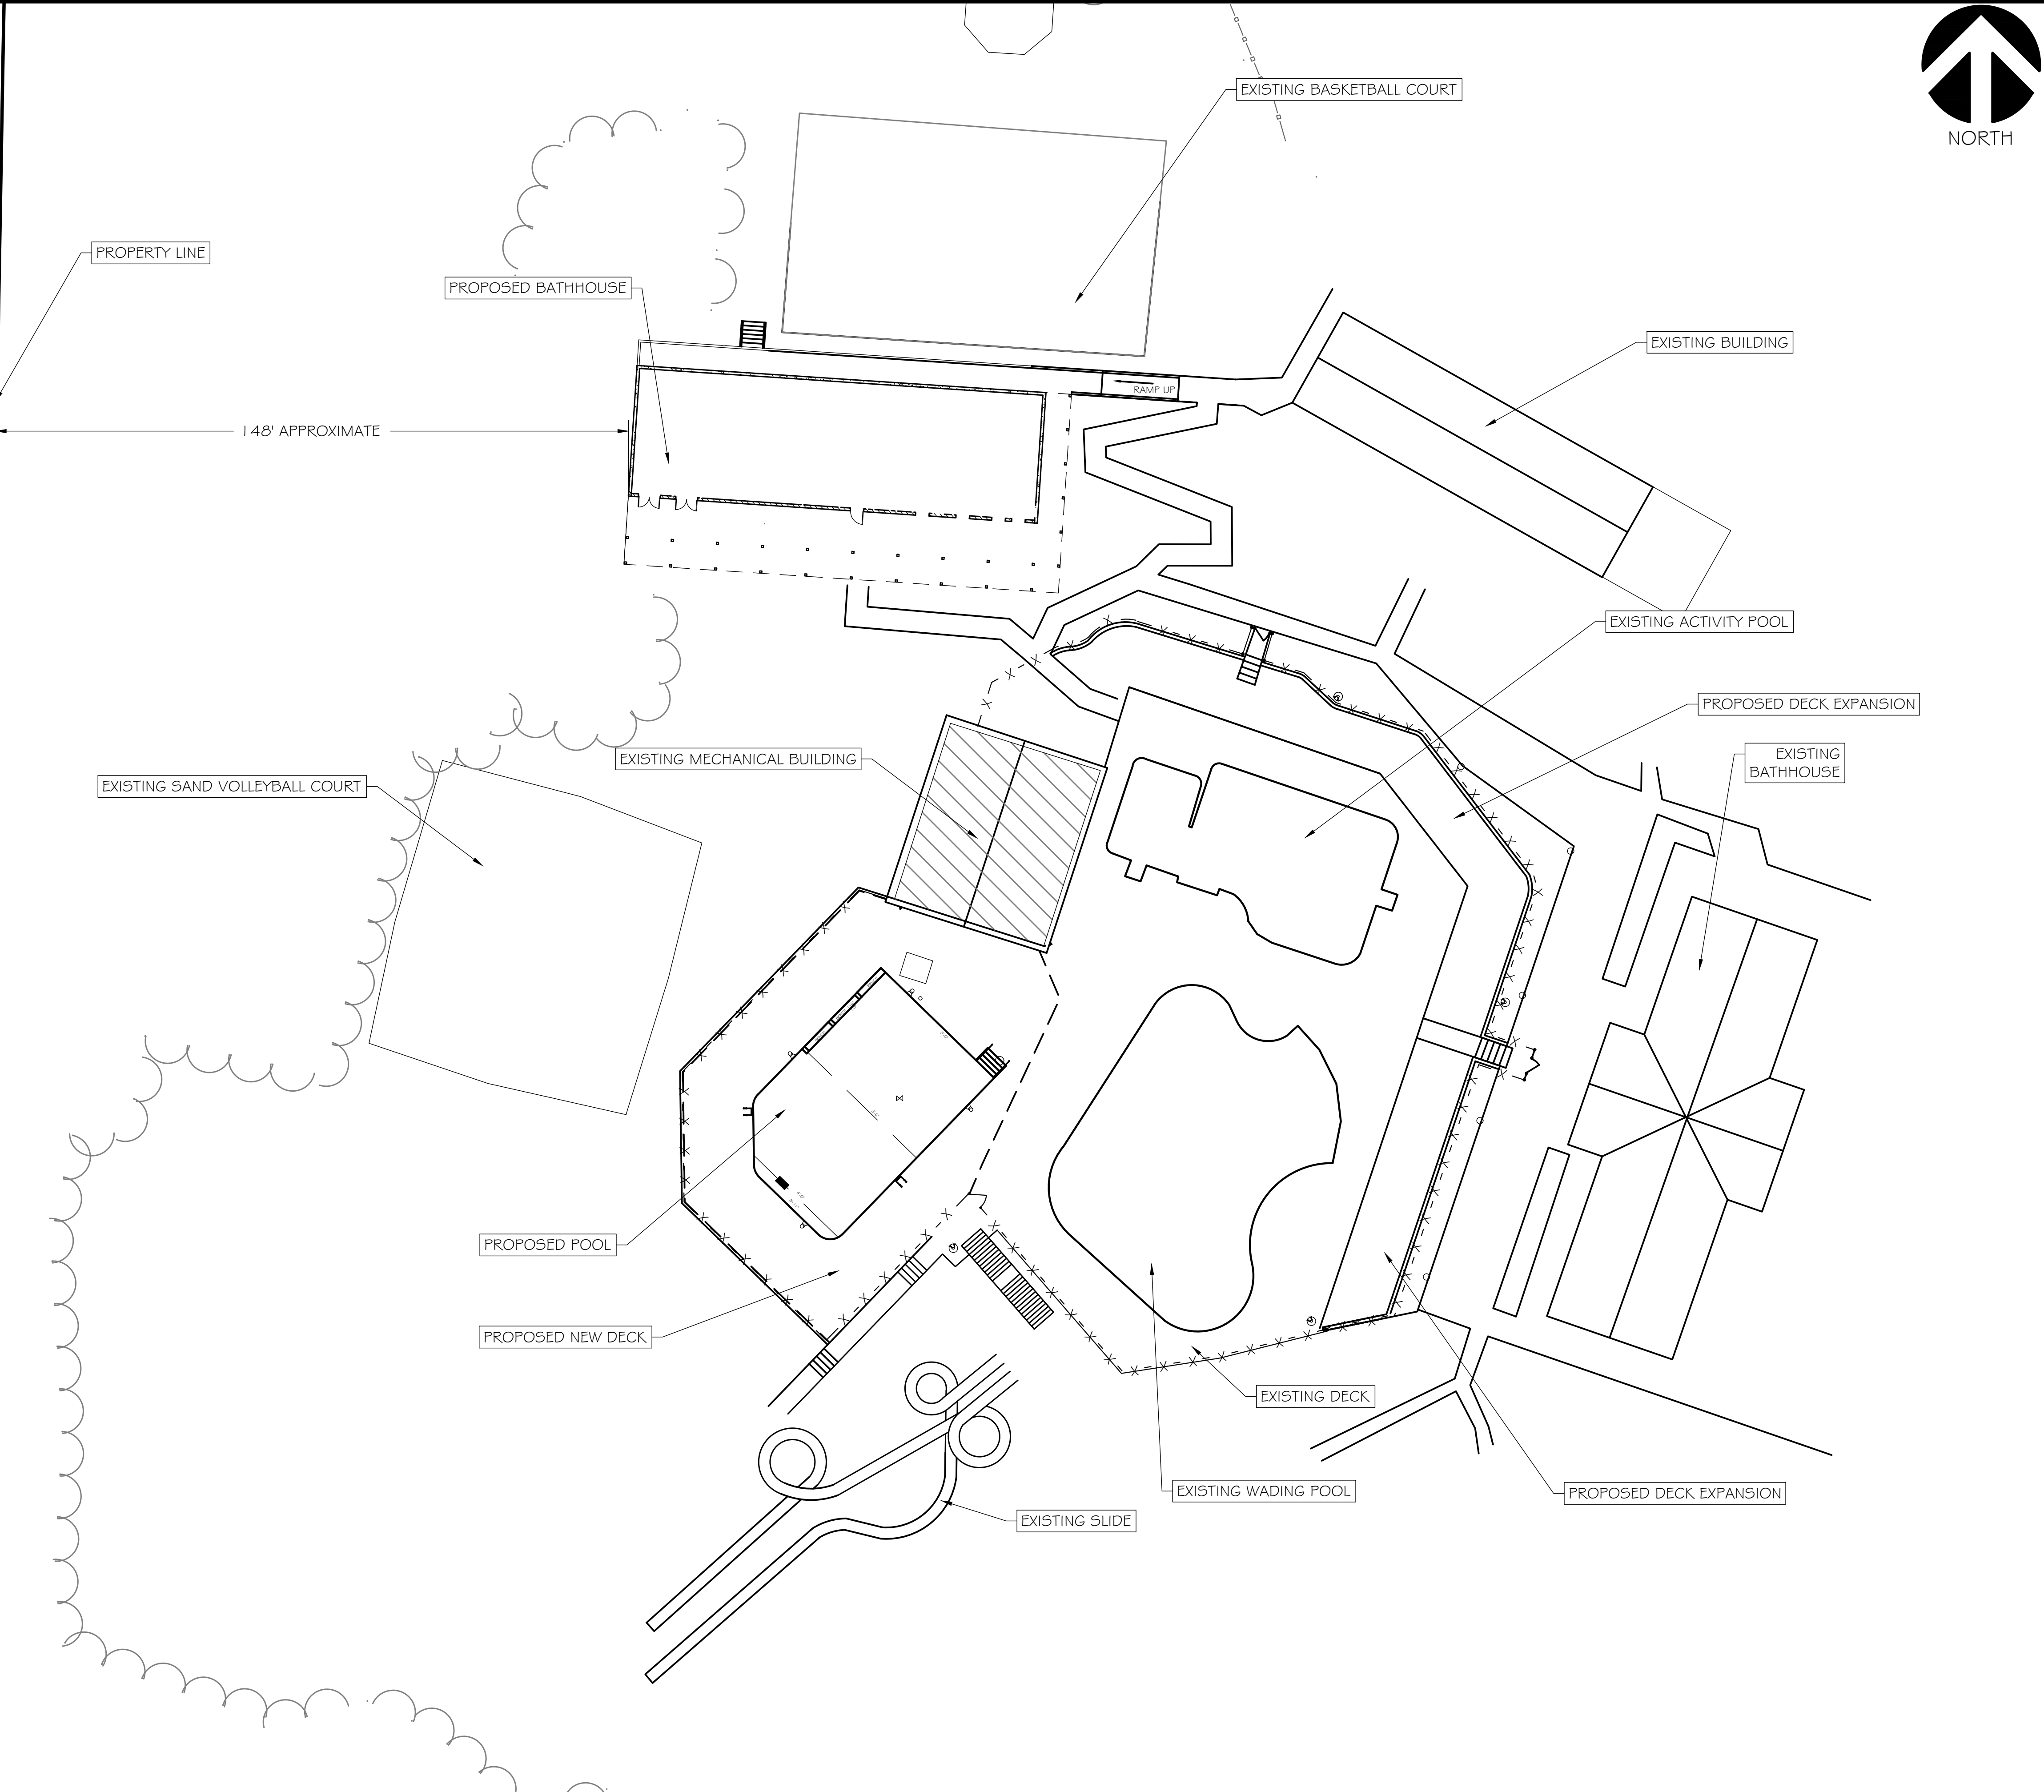 EXISTING BASKETBALL COURT
NORTH
PROPERTY LINE
PROPOSED BATHHOUSE
EXISTING BUILDING
RAMP UP
148' APPROXIMATE
EXISTING ACTIVITY POOL
PROPOSED DECK EXPANSION
EXISTING MECHANICAL BUILDING
EXISTING
BATHHOUSE
EXISTING SAND VOLLEYBALL COURT
PROPOSED POOL
PROPOSED NEW DECK
EXISTING DECK
EXISTING WADING POOL
PROPOSED DECK EXPANSION
EXISTING SLIDE